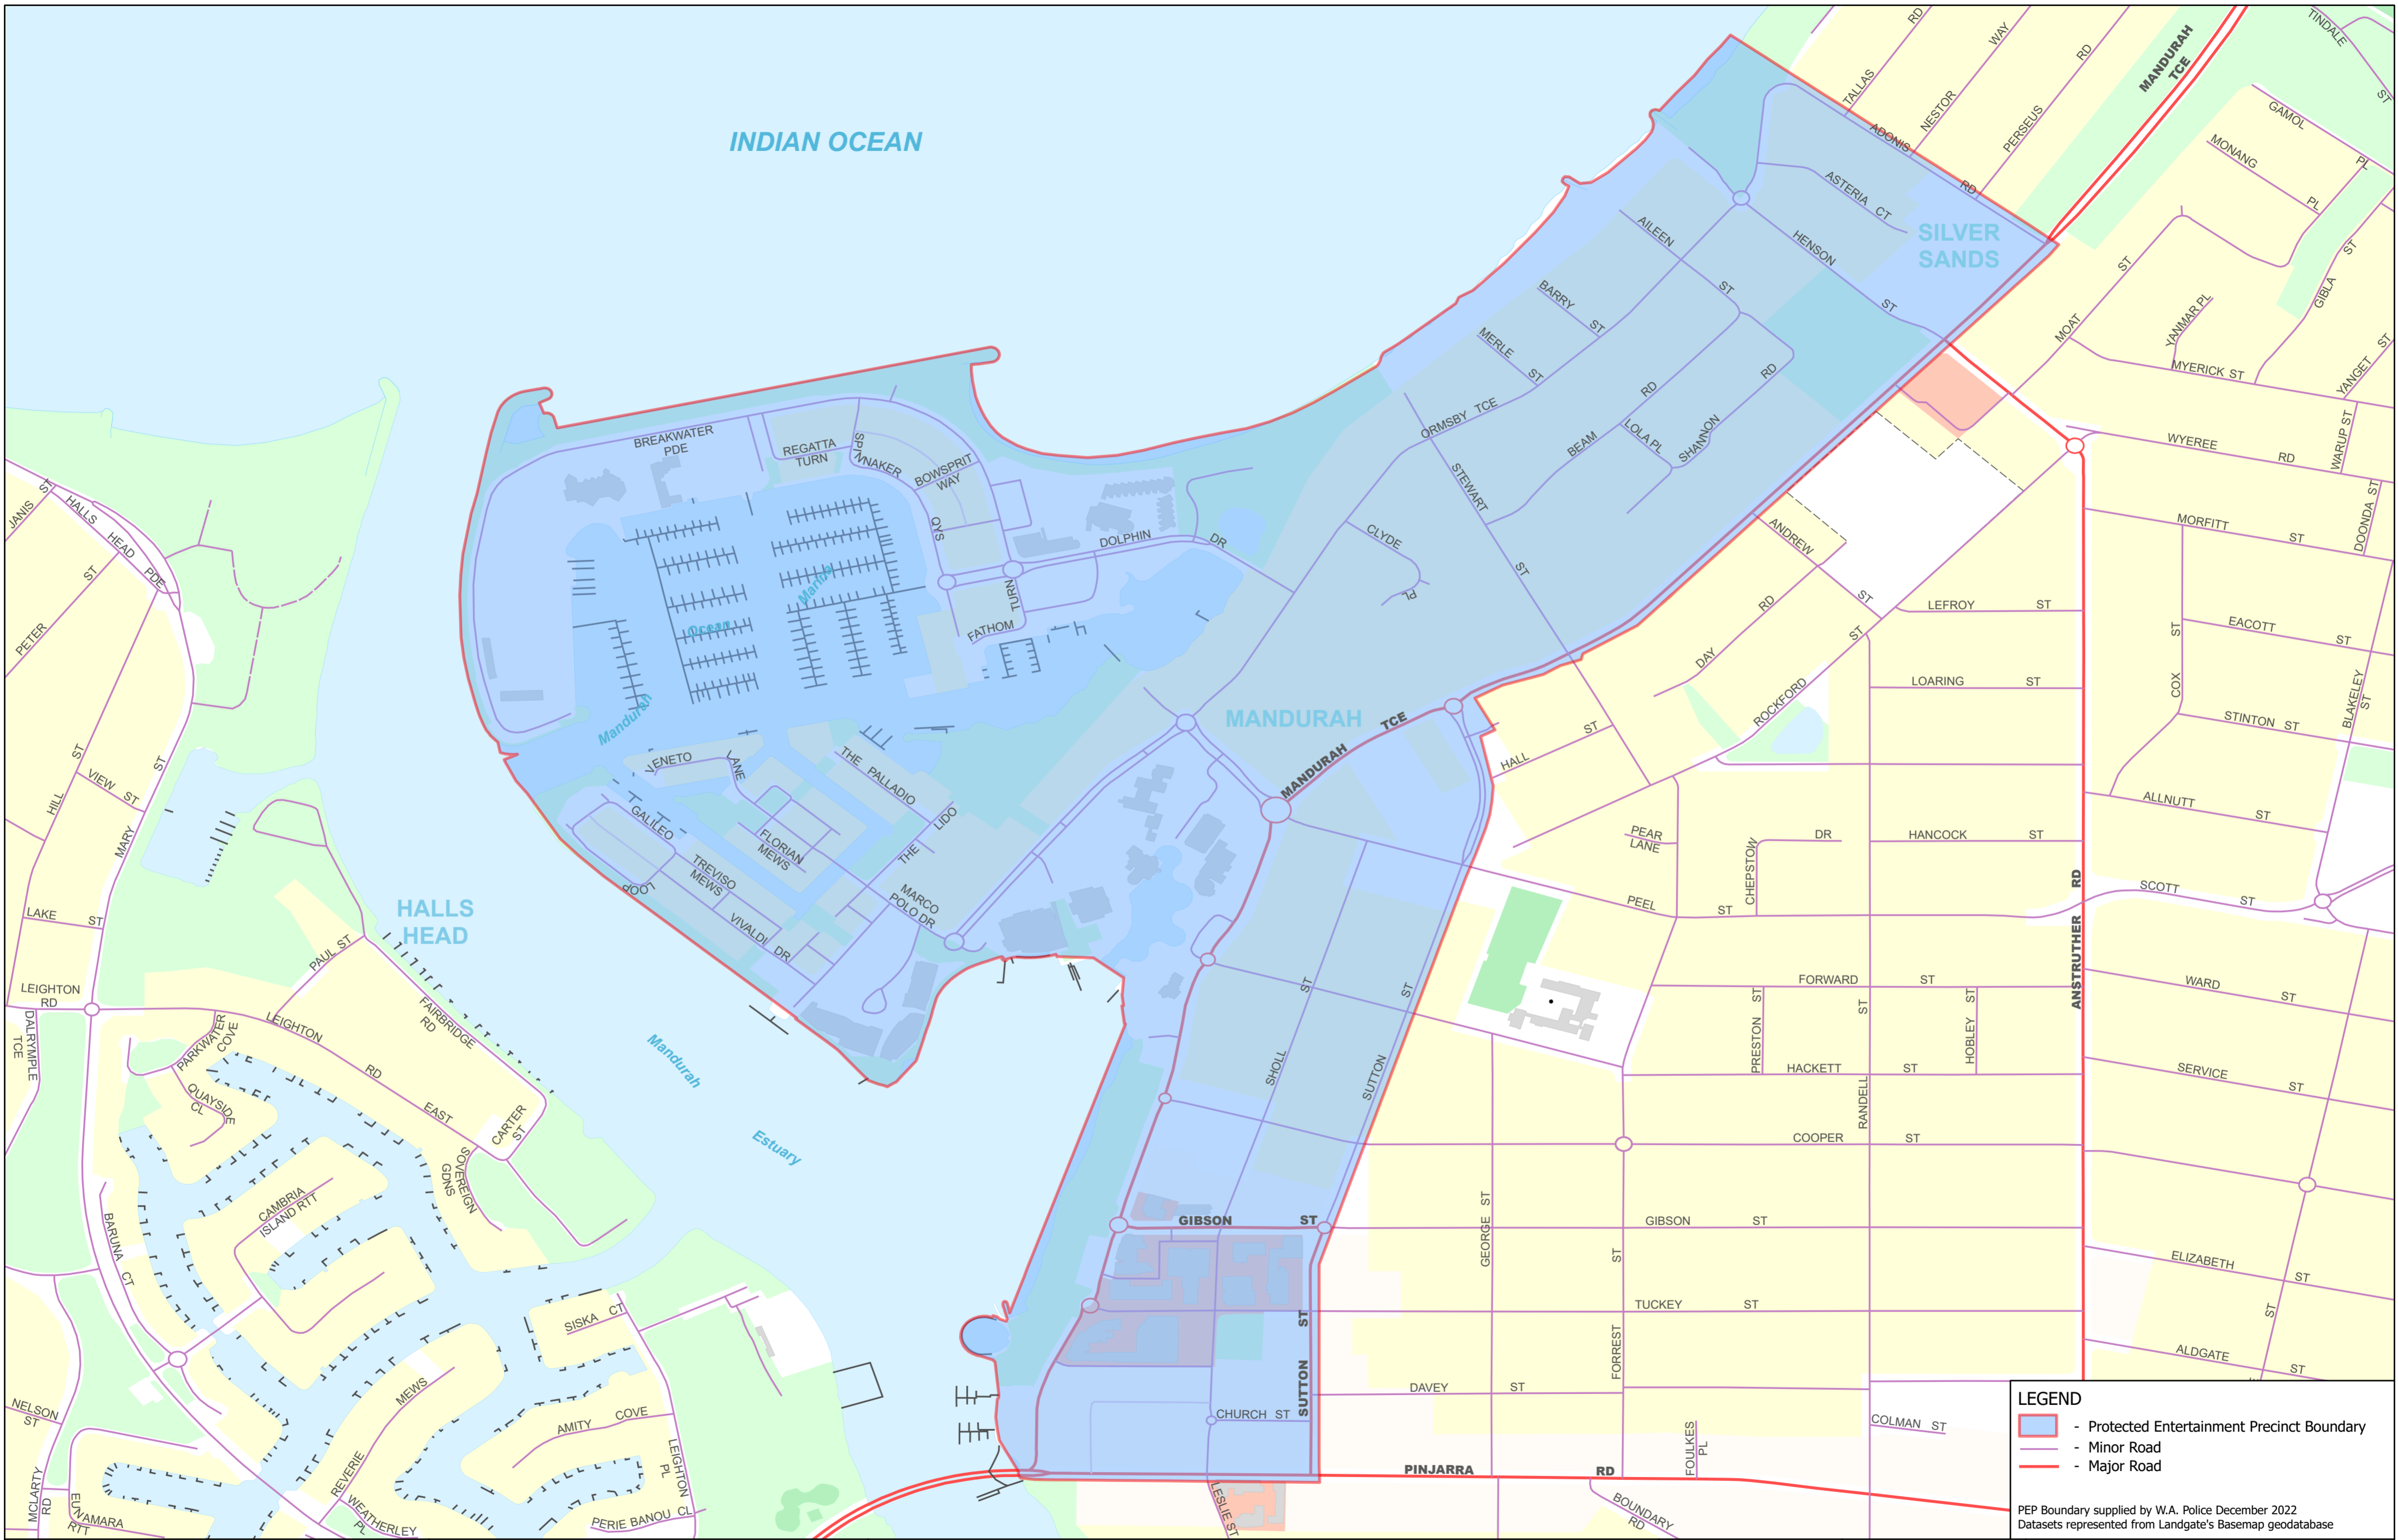 INDIAN OCEAN
TALLAS
RD
NESTOR
WAY
PERSEUS
RD
ADONIS
RD
MANDURAH
TCE
TINDALE
ST
GAMOL
PL
MONANG
PL
ASTERIA CT
HENSON
ST
SILVER
SANDS
AILEEN
ST
BARRY
ST
MERLE
ST
ORMSBY TCE
BEAM
RD
LOLA PL
SHANNON
RD
STEWART
ST
CLYDE
PL
MOAT
ST
YANMAR PL
GIBLA
ST
MYERICK ST
YANGET
ST
WARUP ST
WYEREE
RD
DOONDA ST
MORFITT
ST
EACOTT
ST
COX
ST
BLAKELEY
ST
STINTON ST
ALLNUTT
ST
SCOTT
ST
WARD
ST
SERVICE
ST
ELIZABETH
ST
ALDGATE
ST
ST
ANSTRUTHER
RD
ANDREW
ST
DAY
RD
LEFROY
ST
LOARING
ST
ROCKFORD
ST
HALL
ST
PEAR
LANE
CHEPSTOW
DR
HANCOCK
ST
PEEL
ST
FORWARD
ST
PRESTON ST
HOBLEY ST
HACKETT
ST
RANDELL
ST
COOPER
ST
GEORGE ST
GIBSON
ST
FORREST
ST
TUCKEY
ST
DAVEY
ST
COLMAN ST
FOULKES
PL
PINJARRA
RD
BOUNDARY
RD
LESLIE ST
CHURCH ST
SUTTON
ST
GIBSON
ST
SHOLL
ST
SUTTON
ST
MANDURAH
TCE
MANDURAH
BREAKWATER
PDE
REGATTA
TURN
SPINNAKER
QYS
BOWSPRIT
WAY
DOLPHIN
DR
FATHOM
TURN
Mandurah
Ocean
Marina
VENETO
LANE
THE PALLADIO
GALILEO
LOOP
FLORIAN
MEWS
THE
LIDO
TREVISO
MEWS
MARCO
POLO DR
VIVALDI
DR
HALLS
HEAD
Mandurah
Estuary
JANIS
ST
HALLS
HEAD
PDE
PETER
ST
HILL
ST
VIEW
ST
MARY
ST
LAKE
ST
LEIGHTON
RD
DALRYMPLE
TCE
PAUL ST
FAIRBRIDGE
RD
LEIGHTON
RD
EAST
PARKWATER
COVE
QUAYSIDE
CL
CARTER
ST
SOVEREIGN
GDNS
CAMBRIA
ISLAND RTT
BARUNA
CT
SISKA CT
NELSON
ST
MCLARTY
RD
EUNAMARA
RTT
REVERIE
MEWS
WEATHERLEY
PL
AMITY
COVE
LEIGHTON
PL
PERIE BANOU CL
LEGEND
- Protected Entertainment Precinct Boundary
- Minor Road
- Major Road
PEP Boundary supplied by W.A. Police December 2022
Datasets represented from Landgate's Basemap geodatabase